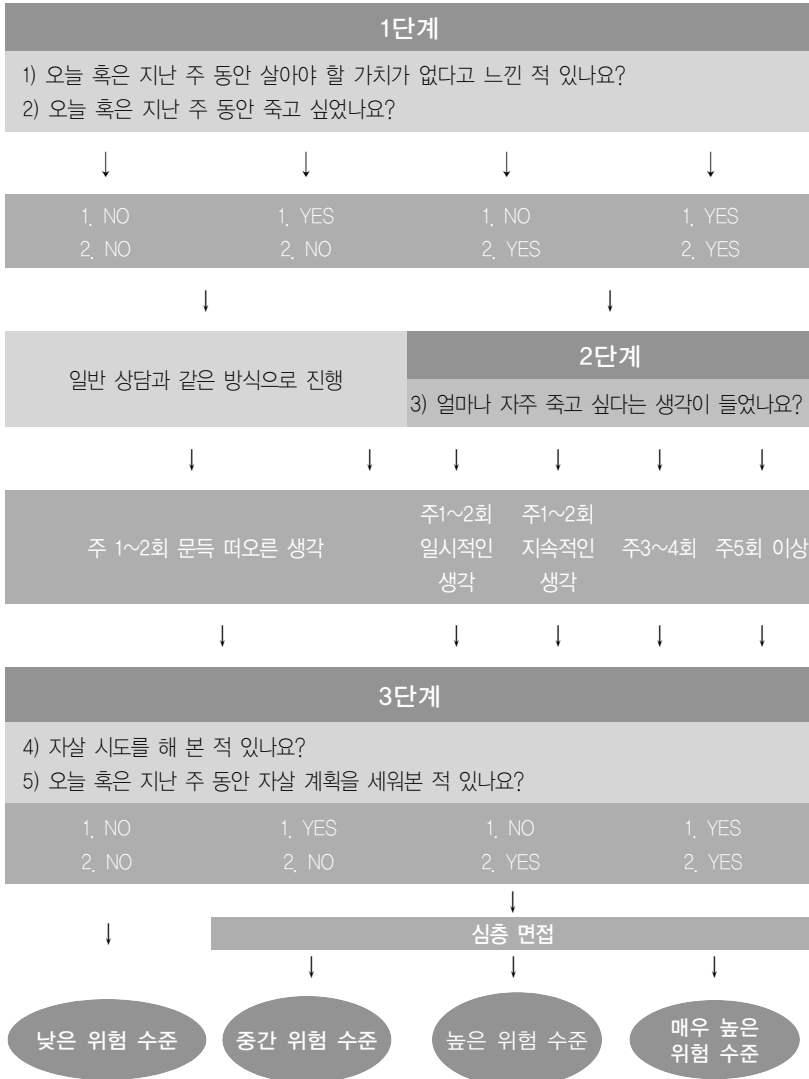 1단계
1) 오늘 혹은 지난 주 동안 살아야 할 가치가 없다고 느낀 적 있나요?
2) 오늘 혹은 지난 주 동안 죽고 싶었나요?
↓ ↓ ↓ ↓
1. NO 1. YES 1. NO 1. YES
2. NO 2. NO 2. YES 2. YES
↓ ↓
일반 상담과 같은 방식으로 진행
2단계
3) 얼마나 자주 죽고 싶다는 생각이 들었나요?
↓ ↓ ↓ ↓ ↓ ↓
주 1~2회 문득 떠오른 생각
주1~2회
일시적인
생각
주1~2회
지속적인
생각
주3~4회
주5회 이상
↓ ↓ ↓ ↓ ↓
3단계
4) 자살 시도를 해 본 적 있나요?
5) 오늘 혹은 지난 주 동안 자살 계획을 세워본 적 있나요?
1. NO 1. YES 1. NO 1. YES
2. NO 2. NO 2. YES 2. YES
↓ ↓
심층 면접
↓ ↓ ↓
낮은 위험 수준
중간 위험 수준
높은 위험 수준
매우 높은
위험 수준